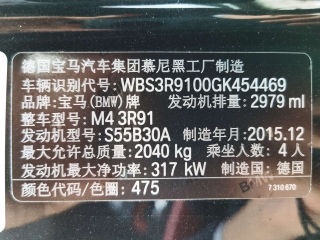 德国宝马汽车集团慕尼黑工厂制造
车辆识别代号: WBS3R9100GK454469
品牌: 宝马(BMW)牌 发动机排量: 2979 ml
整车型号: M4 3R91
发动机型号: S55B30A 制造年月: 2015.12
最大允许总质量: 2040 kg 乘坐人数: 4 人
发动机最大净功率: 317 kW 制造国: 德国
颜色代码/色圈: 475
7 310 670